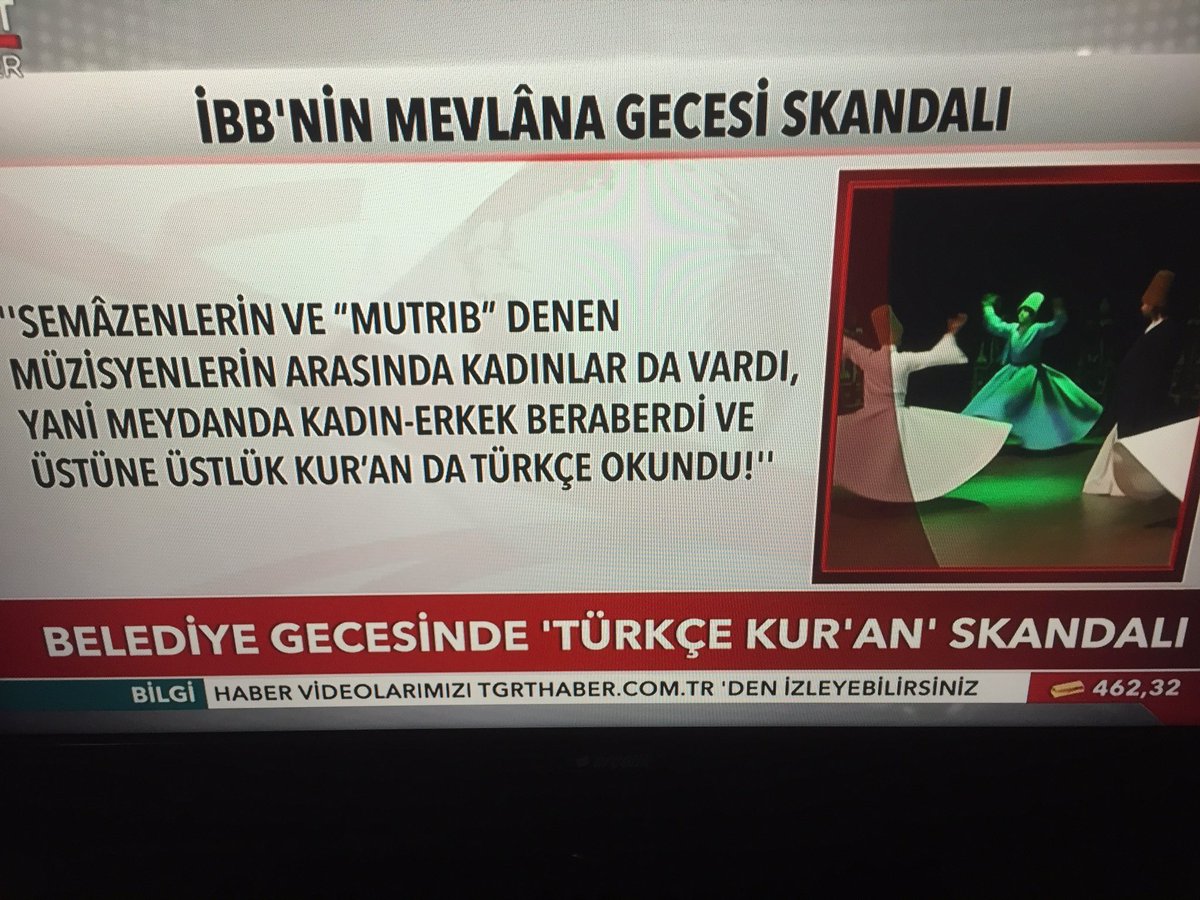 İBB'NİN MEVLÂNA GECESİ SKANDALI
''SEMÂZENLERİN VE "MUTRIB" DENEN
MÜZİSYENLERİN ARASINDA KADINLAR DA VARDI,
YANİ MEYDANDA KADIN-ERKEK BERABERDİ VE
ÜSTÜNE ÜSTLÜK KUR'AN DA TÜRKÇE OKUNDU!''
BELEDİYE GECESİNDE 'TÜRKÇE KUR'AN' SKANDALI
BİLGİ HABER VİDEOLARIMIZI TGRTHABER.COM.TR 'DEN İZLEYEBİLİRSİNİZ 462,32